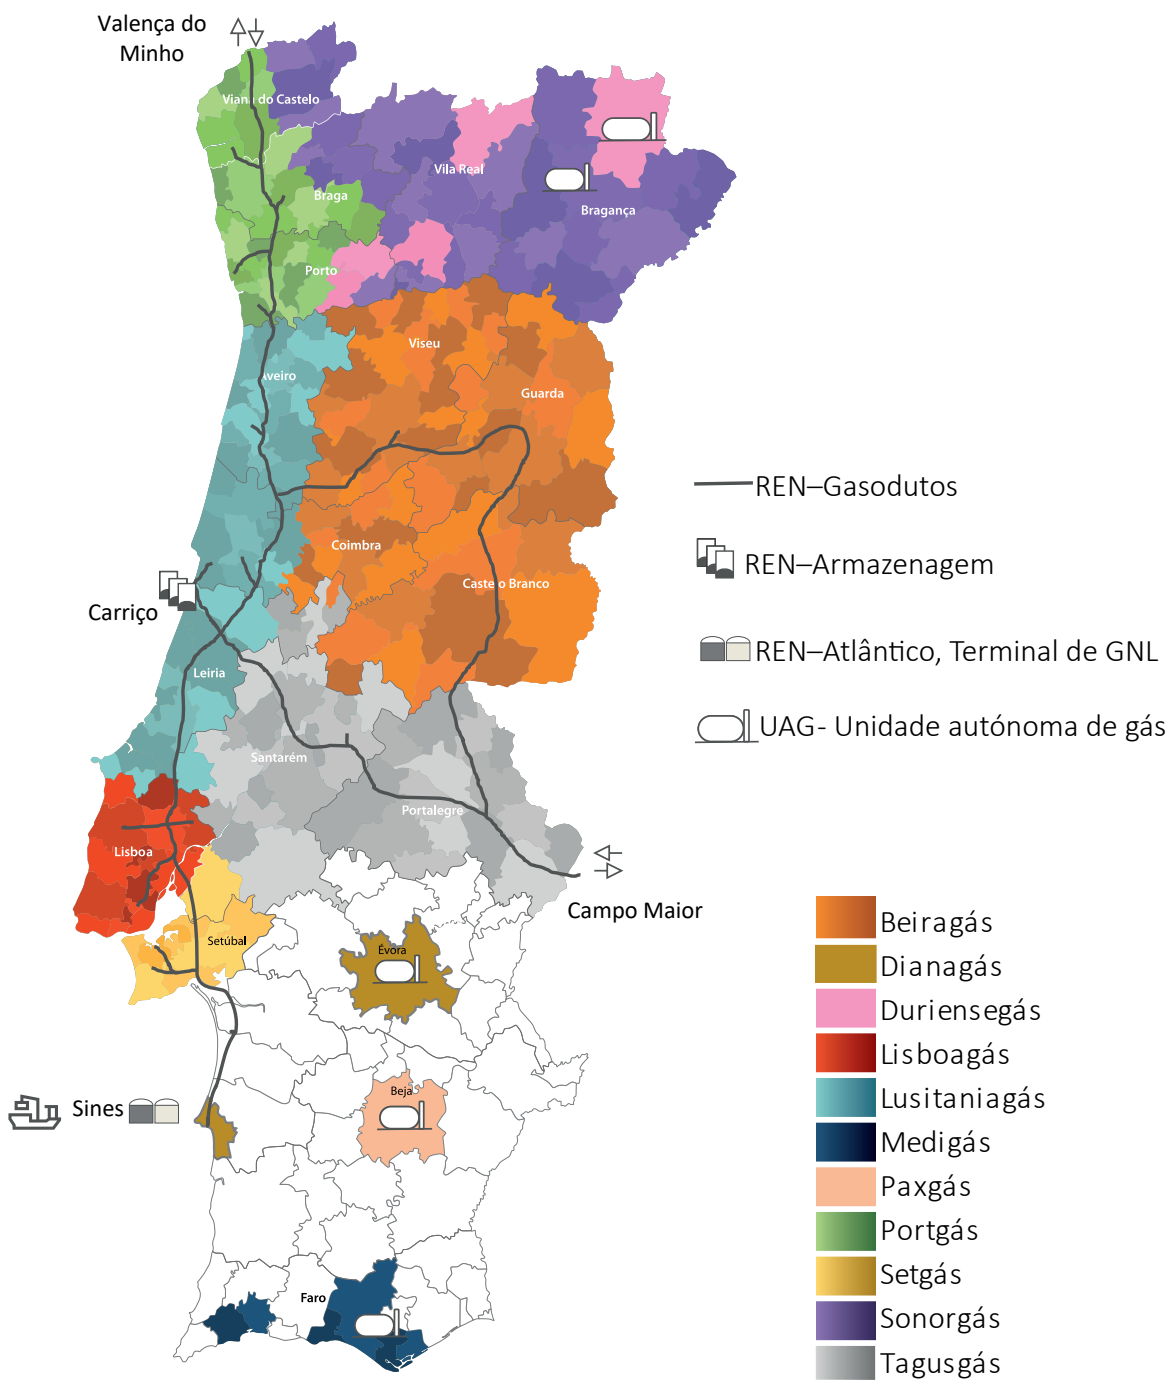 Valença do
Minho
Viana do Castelo
Vila Real
Braga
Bragança
Porto
Viseu
Aveiro
Guarda
REN–Gasodutos
Coimbra
REN–Armazenagem
Castelo Branco
Carriço
REN–Atlântico, Terminal de GNL
Leiria
UAG- Unidade autónoma de gás
Santarém
Portalegre
Lisboa
Campo Maior
Setúbal
Évora
Beja
Sines
Faro
Beiragás
Dianagás
Duriensegás
Lisboagás
Lusitaniagás
Medigás
Paxgás
Portgás
Setgás
Sonorgás
Tagusgás